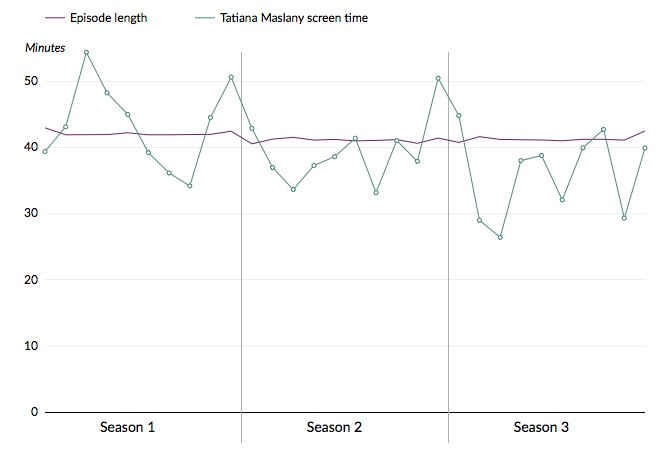 Episode length
Tatiana Maslany screen time
Minutes
50
40
30
20
10
0
Season 1
Season 2
Season 3